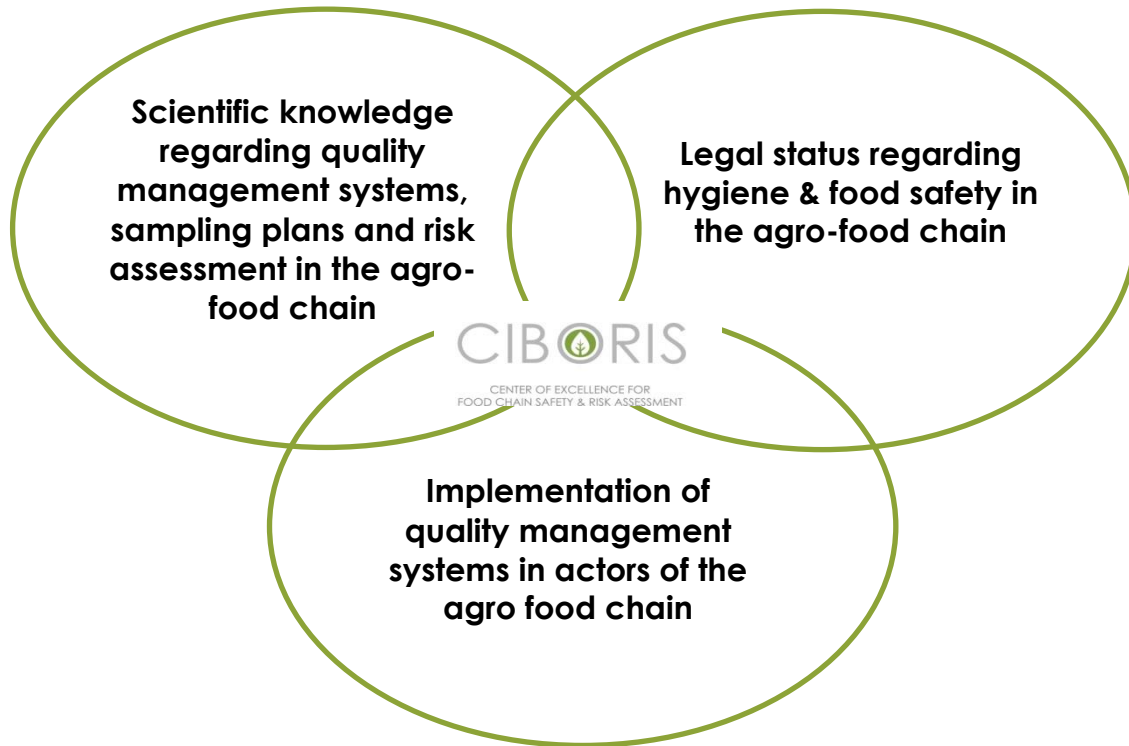 Scientific knowledge
regarding quality
management systems,
sampling plans and risk
assessment in the agro-
food chain
Legal status regarding
hygiene & food safety in
the agro-food chain
CIBORIS
CENTER OF EXCELLENCE FOR
FOOD CHAIN SAFETY & RISK ASSESSMENT
Implementation of
quality management
systems in actors of the
agro food chain